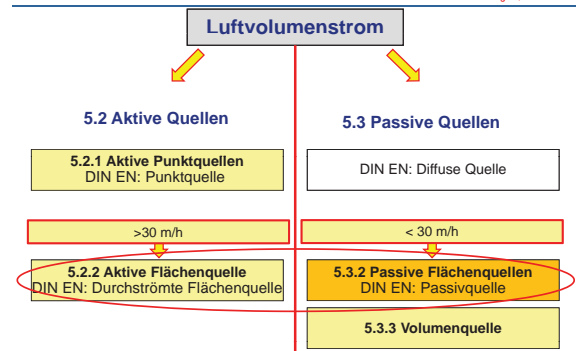 Luftvolumenstrom
5.2 Aktive Quellen
5.3 Passive Quellen
5.2.1 Aktive Punktquellen
DIN EN: Punktquelle
DIN EN: Diffuse Quelle
>30 m/h
< 30 m/h
5.2.2 Aktive Flächenquelle
DIN EN: Durchströmte Flächenquelle
5.3.2 Passive Flächenquellen
DIN EN: Passivquelle
5.3.3 Volumenquelle